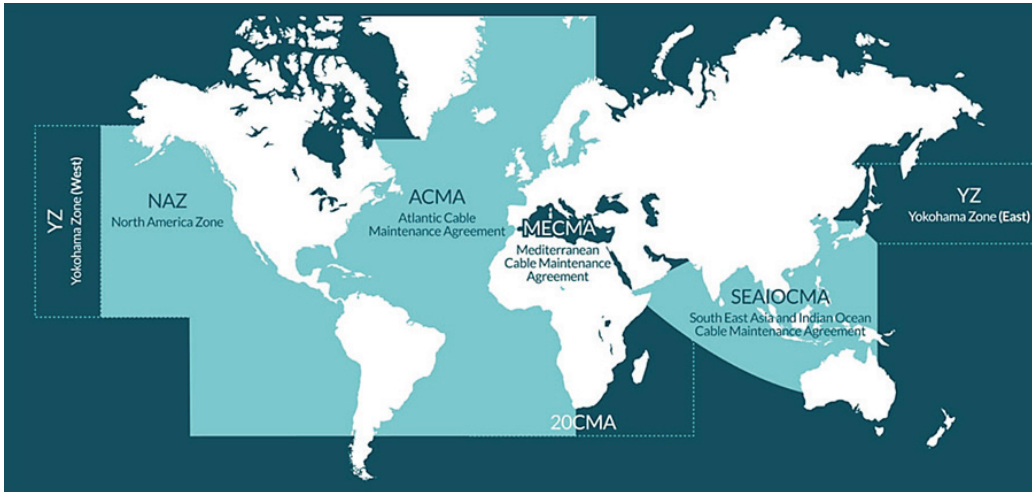 YZ
Yokohama Zone (West)
NAZ
North America Zone
ACMA
Atlantic Cable
Maintenance Agreement
MECMA
Mediterranean
Cable Maintenance
Agreement
YZ
Yokohama Zone (East)
SEAIOCMA
South East Asia and Indian Ocean
Cable Maintenance Agreement
20CMA